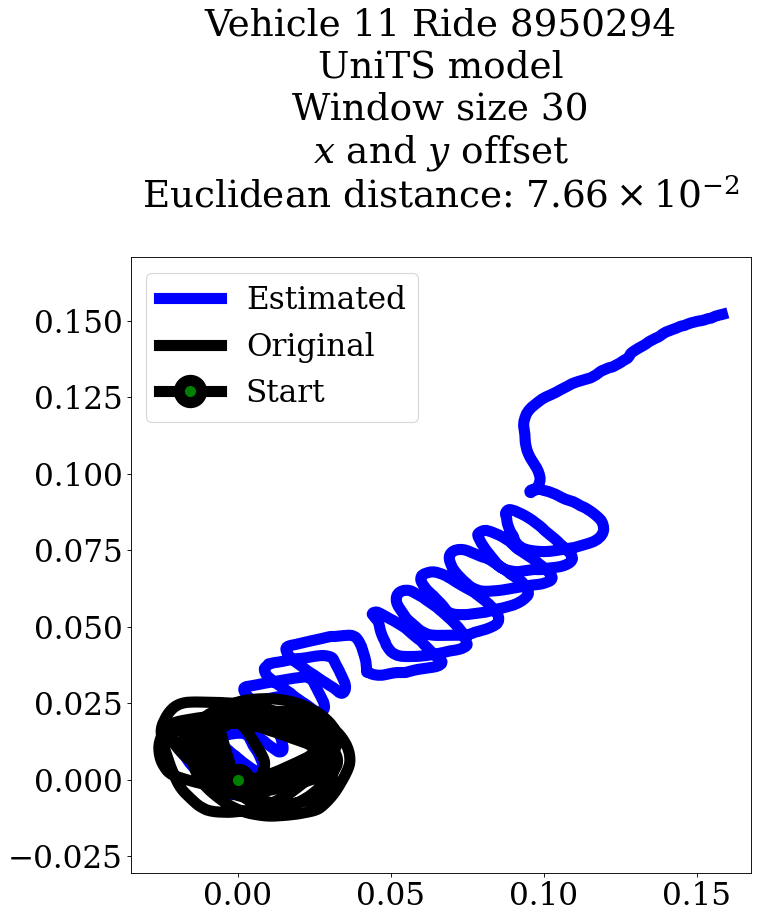 Vehicle 11 Ride 8950294
UniTS model
Window size 30
x and y offset
Euclidean distance: 7.66 × 10⁻²
Estimated
Original
Start
0.150
0.125
0.100
0.075
0.050
0.025
0.000
−0.025
0.00 0.05 0.10 0.15